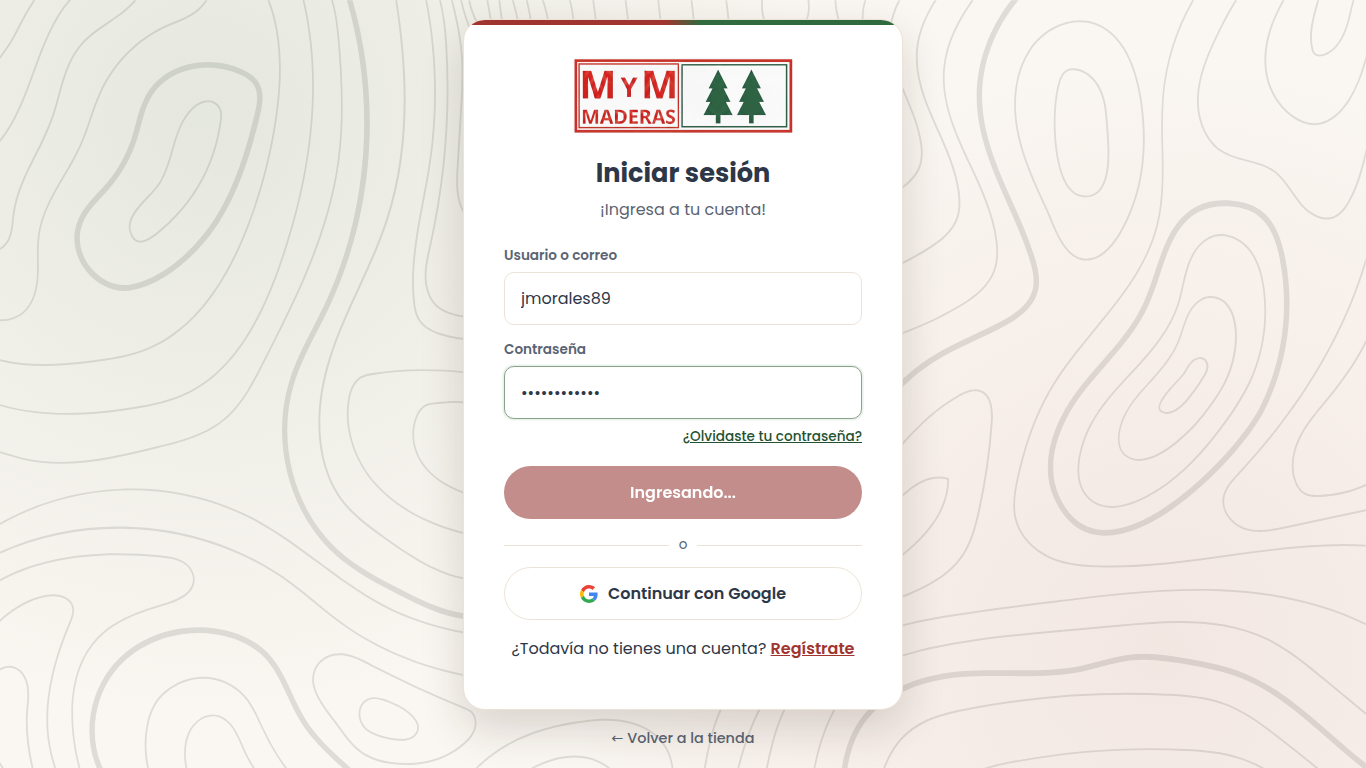 M Y M
MADERAS
Iniciar sesión
¡Ingresa a tu cuenta!
Usuario o correo
jmorales89
Contraseña
••••••••••••
¿Olvidaste tu contraseña?
Ingresando...
o
Continuar con Google
¿Todavía no tienes una cuenta? Regístrate
← Volver a la tienda